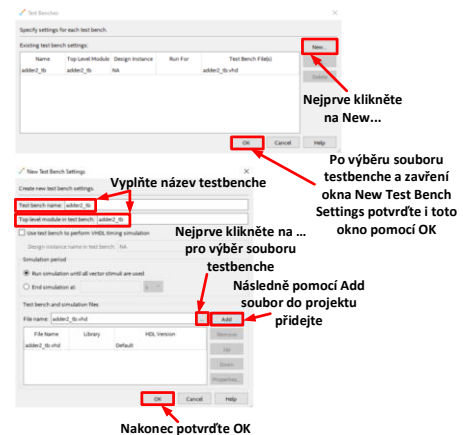 Test Benches
Specify settings for each test bench.
Existing test bench settings:
New...
Name Top Level Module Design Instance Run For Test Bench File(s)
adder2_tb adder2_tb NA adder2_tb.vhd
Delete
Nejprve klikněte
na New...
OK Cancel Help
Po výběru souboru
testbenche a zavření
okna New Test Bench
Settings potvrďte i toto
okno pomocí OK
New Test Bench Settings
Vyplňte název testbenche
Create new test bench settings.
Test bench name: adder2_tb
Top level module in test bench: adder2_tb
Use test bench to perform VHDL timing simulation
Design instance name in test bench: NA
Nejprve klikněte na ...
pro výběr souboru
testbenche
Simulation period
Run simulation until all vector stimuli are used
End simulation at:
Následně pomocí Add
soubor do projektu
přidejte
Test bench and simulation files
File name: adder2_tb.vhd ... Add
File Name Library HDL Version Remove
adder2_tb.vhd Default
Up
Down
Properties...
OK Cancel Help
Nakonec potvrďte OK